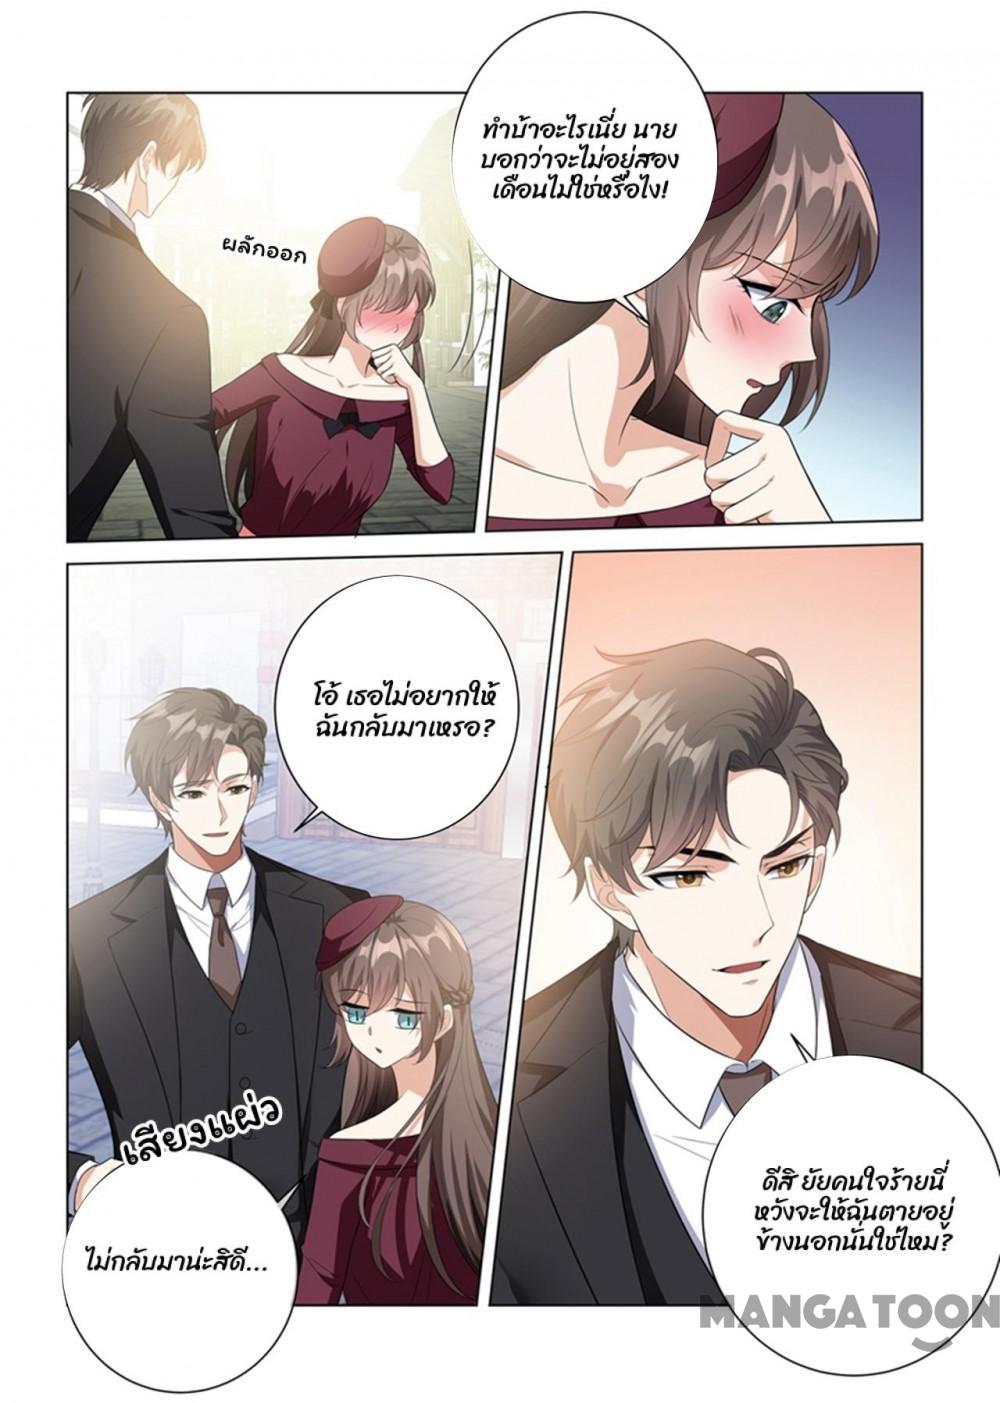 ผลักออก
ทำบ้าอะไรเนี่ย นาย
บอกว่าจะไม่อยู่สอง
เดือนไม่ใช่หรือไง!
โอ้ เธอไม่อยากให้
ฉันกลับมาเหรอ?
เสียงแผ่ว
ไม่กลับมาน่ะสิดี...
ดีสิ ยัยคนใจร้ายนี่
หวังจะให้ฉันตายอยู่
ข้างนอกนั่นใช่ไหม?
MANGATOON